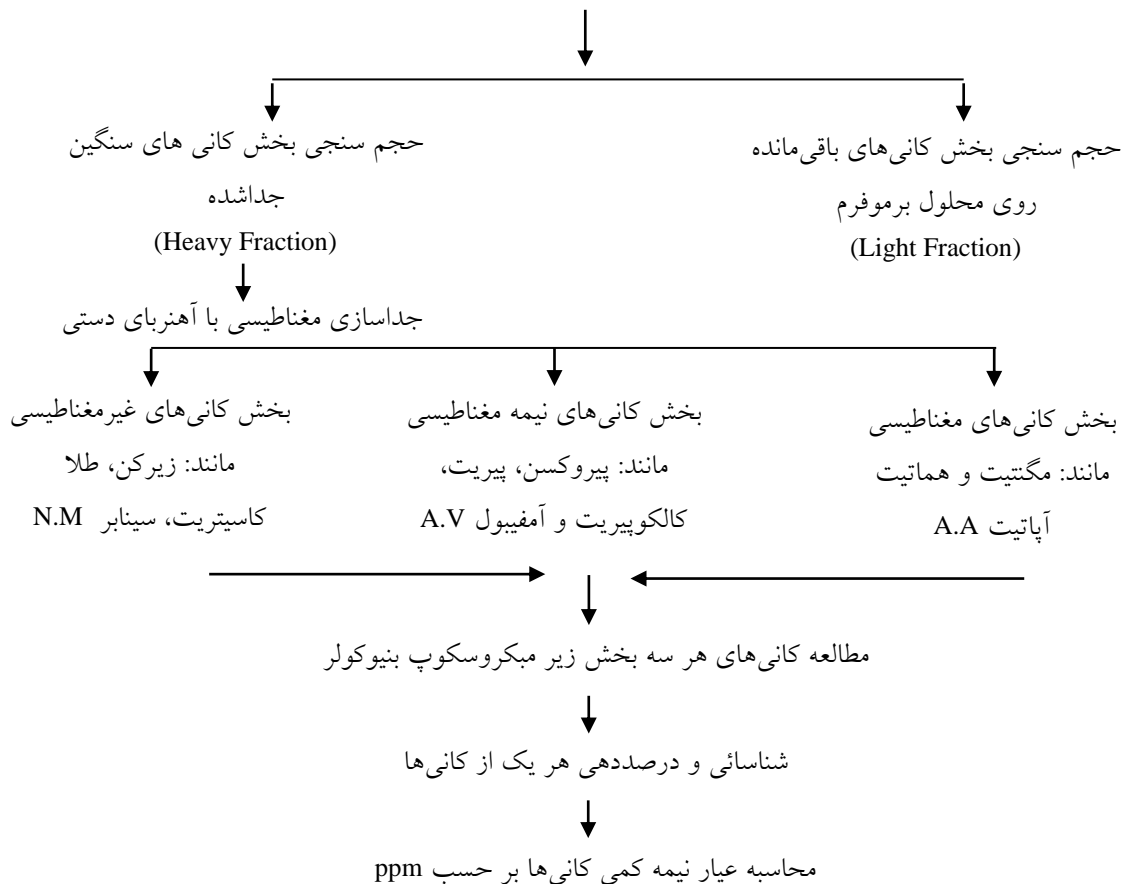 حجم سنجی بخش کانی‌های باقی‌مانده
روی محلول برموفرم
(Light Fraction)
حجم سنجی بخش کانی های سنگین
جداشده
(Heavy Fraction)
جداسازی مغناطیسی با آهنربای دستی
بخش کانی‌های مغناطیسی
مانند: مگنتیت و هماتیت
آپاتیت A.A
بخش کانی‌های نیمه مغناطیسی
مانند: پیروکسن، پیریت،
کالکوپیریت و آمفیبول A.V
بخش کانی‌های غیرمغناطیسی
مانند: زیرکن، طلا
کاسیتریت، سینابر N.M
مطالعه کانی‌های هر سه بخش زیر مبکروسکوپ بنیوکولر
شناسائی و درصددهی هر یک از کانی‌ها
محاسبه عیار نیمه کمی کانی‌ها بر حسب ppm